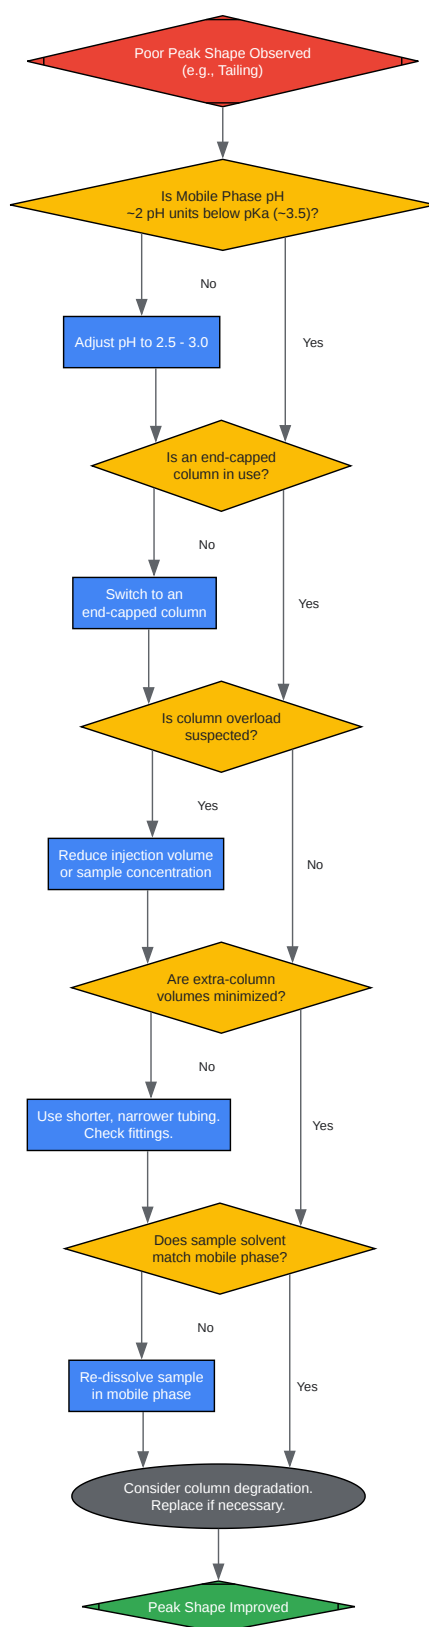 Poor Peak Shape Observed
(e.g., Tailing)
Is Mobile Phase pH
~2 pH units below pKa (~3.5)?
No
Adjust pH to 2.5 - 3.0
Yes
Is an end-capped
column in use?
No
Switch to an
end-capped column
Yes
Is column overload
suspected?
Yes
Reduce injection volume
or sample concentration
No
Are extra-column
volumes minimized?
No
Use shorter, narrower tubing.
Check fittings.
Yes
Does sample solvent
match mobile phase?
No
Re-dissolve sample
in mobile phase
Yes
Consider column degradation.
Replace if necessary.
Peak Shape Improved